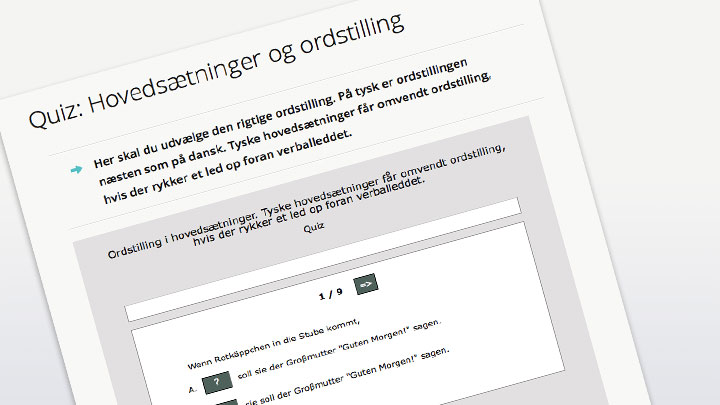 Quiz: Hovedsætninger og ordstilling
Her skal du udvælge den rigtige ordstilling. På tysk er ordstillingen
næsten som på dansk. Tyske hovedsætninger får omvendt ordstilling,
hvis der rykker et led op foran verballeddet.
Ordstilling i hovedsætninger. Tyske hovedsætninger får omvendt ordstilling,
hvis der rykker et led op foran verballeddet.
Quiz
1 / 9 =>
Wenn Rotkäppchen in die Stube kommt,
A. ? soll sie der Großmutter "Guten Morgen!" sagen.
sie soll der Großmutter "Guten Morgen!" sagen.